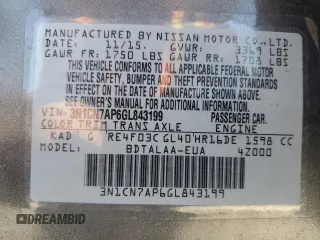 MANUFACTURED BY NISSAN MOTOR CO.,LTD.
DATE: 11/15. GVWR: 3369 LBS
GAWR FR: 1750 LBS GAWR RR: 1708 LBS
THIS VEHICLE CONFORMS TO ALL APPLICABLE
FEDERAL MOTOR VEHICLE
SAFETY, BUMPER AND THEFT PREVENTION STANDARDS
IN EFFECT ON THE DATE OF MANUFACTURE SHOWN ABOVE.
SEE OWNER'S MANUAL FOR ADDITIONAL INFORMATION
VIN: 3N1CN7AP6GL843199 PASSENGER CAR.
COLOR TRIM TRANS AXLE ENGINE
KAD G RE4F03C GL40 HR16DE 1598 CC
MODEL BDTALAA-EUA 4Z000
3N1CN7AP6GL843199
DREAMBID